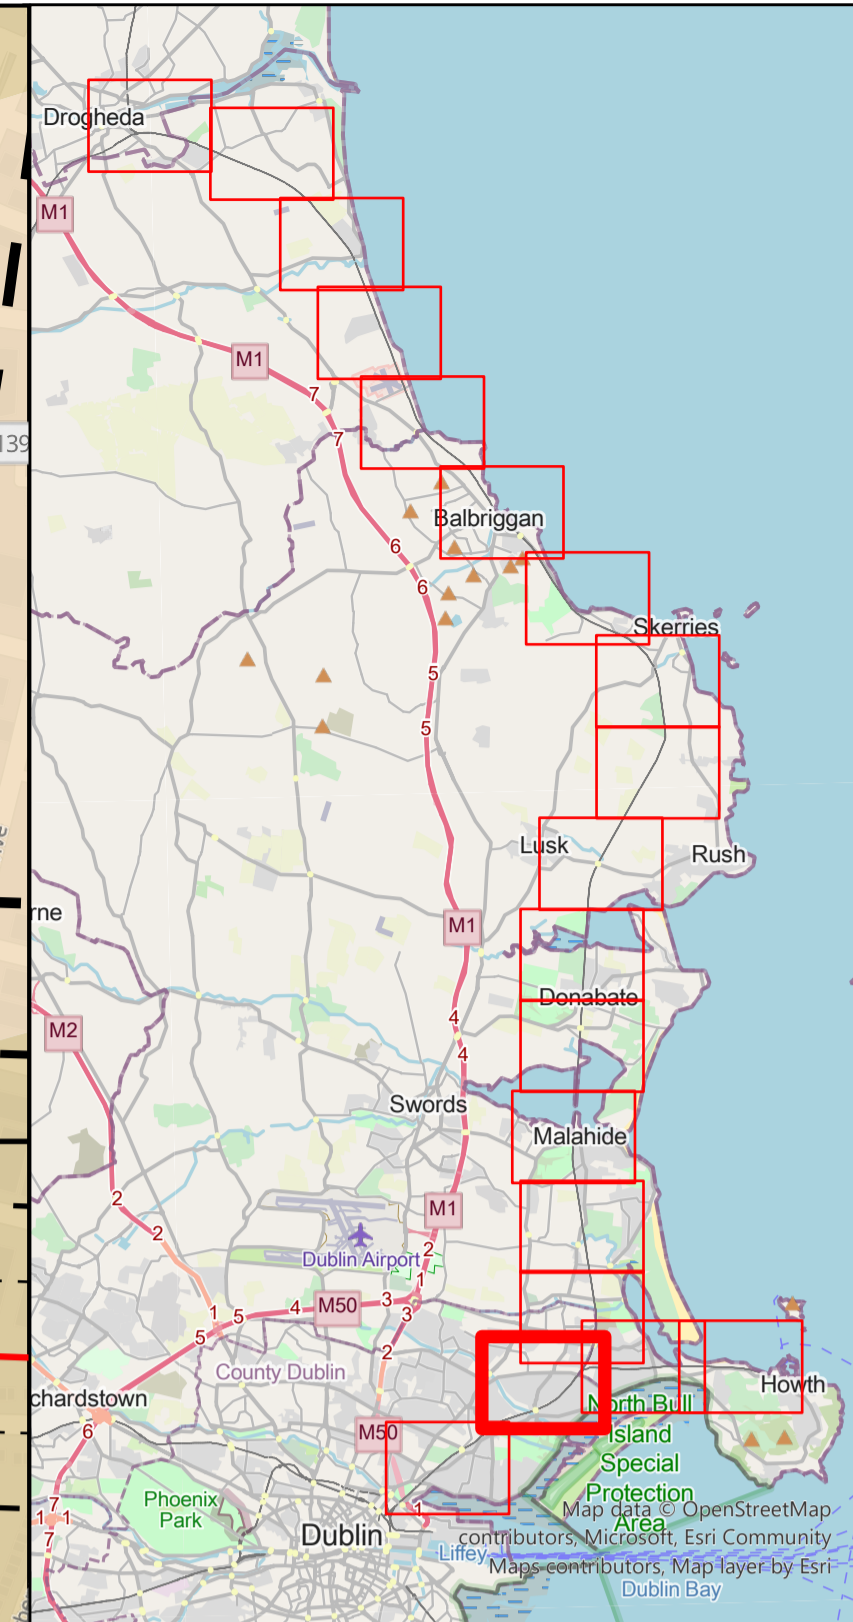 Drogheda
M1
M1
7
7
139
Balbriggan
6
6
Skerries
5
5
Lusk
Rush
rne
M1
Donabate
M2
4
4
Swords
Malahide
2
2
M1
Dublin Airport
2
1
M50
3
3
4
5
5
1
2
County Dublin
chardstown
Howth
North Bull
Island
Special
Protection
Area
M50
6
7
1 1
7
Phoenix
Park
1
Dublin
Liffey
Map data © OpenStreetMap
contributors, Microsoft, Esri Community
Maps contributors, Map layer by Esri
Dublin Bay